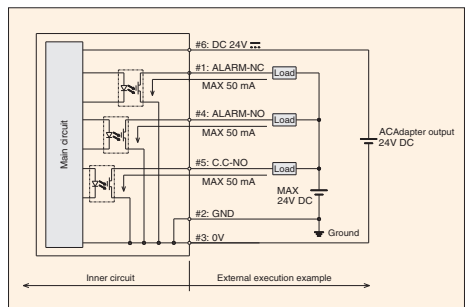 #6: DC 24V
#1: ALARM-NC
Load
MAX 50 mA
#4: ALARM-NO
Load
MAX 50 mA
ACAdapter output
24V DC
Main circuit
#5: C.C-NO
Load
MAX 50 mA
MAX
24V DC
#2: GND
Ground
#3: 0V
Inner circuit
External execution example